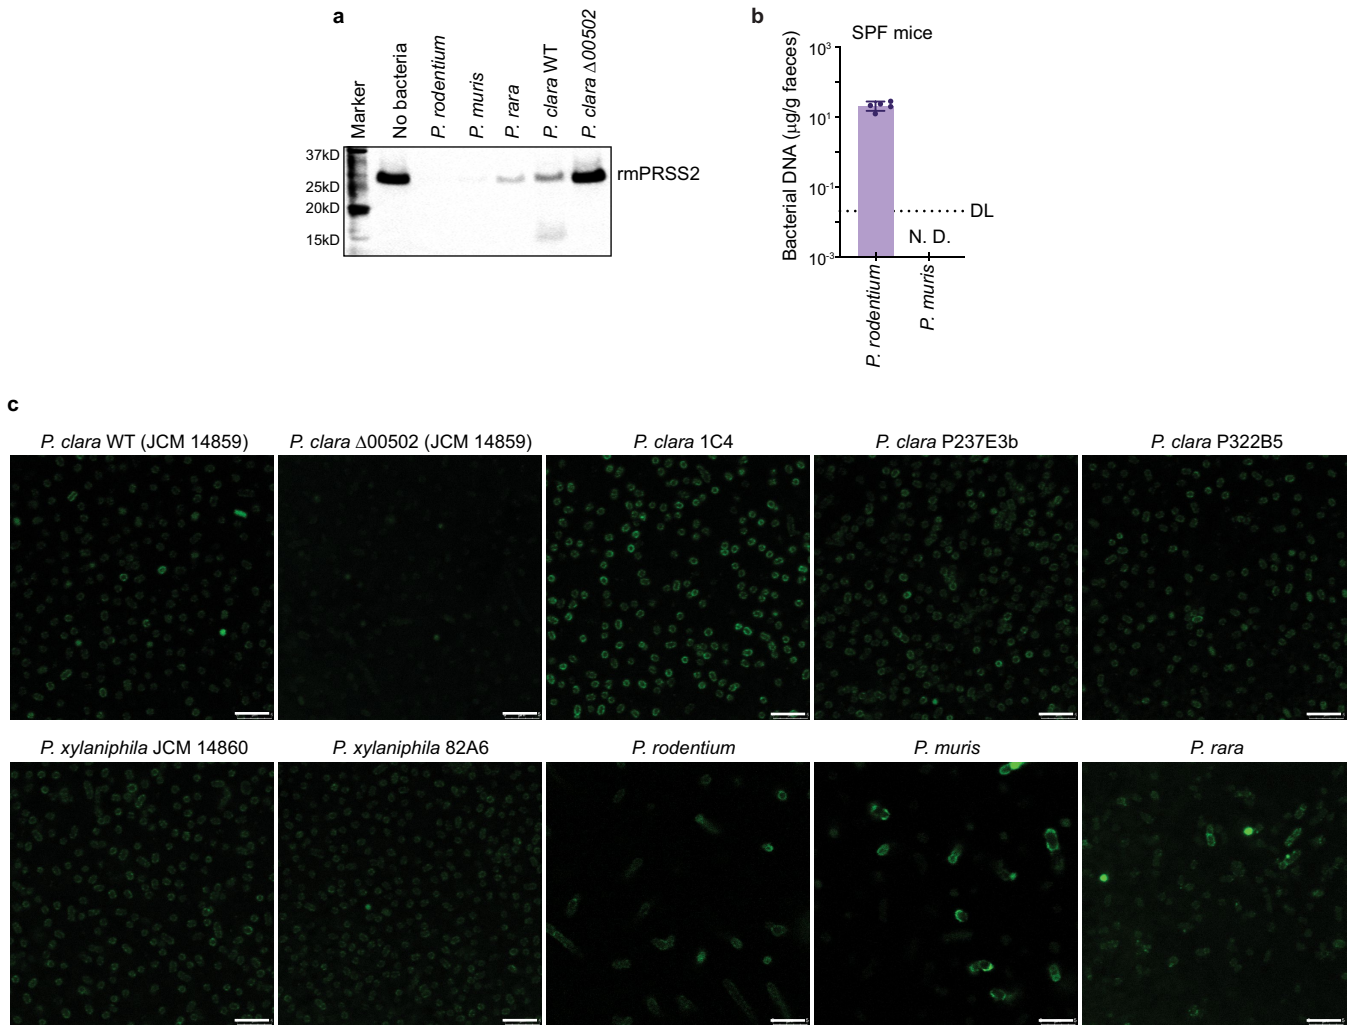 a
Marker
No bacteria
P. rodentium
P. muris
P. rara
P. clara WT
P. clara Δ00502
37kD
25kD
20kD
15kD
rmPRSS2
b
SPF mice
Bacterial DNA (μg/g faeces)
10³
10¹
10⁻¹
10⁻³
DL
N. D.
P. rodentium
P. muris
c
P. clara WT (JCM 14859)
P. clara Δ00502 (JCM 14859)
P. clara 1C4
P. clara P237E3b
P. clara P322B5
P. xylaniphila JCM 14860
P. xylaniphila 82A6
P. rodentium
P. muris
P. rara